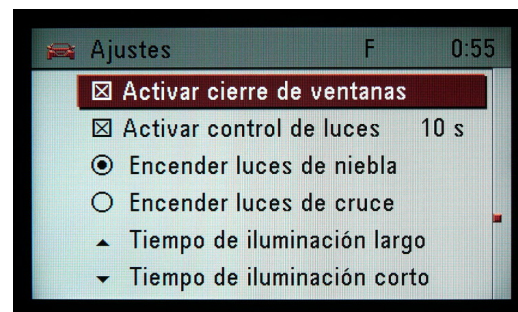 Ajustes F 0:55
Activar cierre de ventanas
Activar control de luces 10 s
Encender luces de niebla
Encender luces de cruce
Tiempo de iluminación largo
Tiempo de iluminación corto